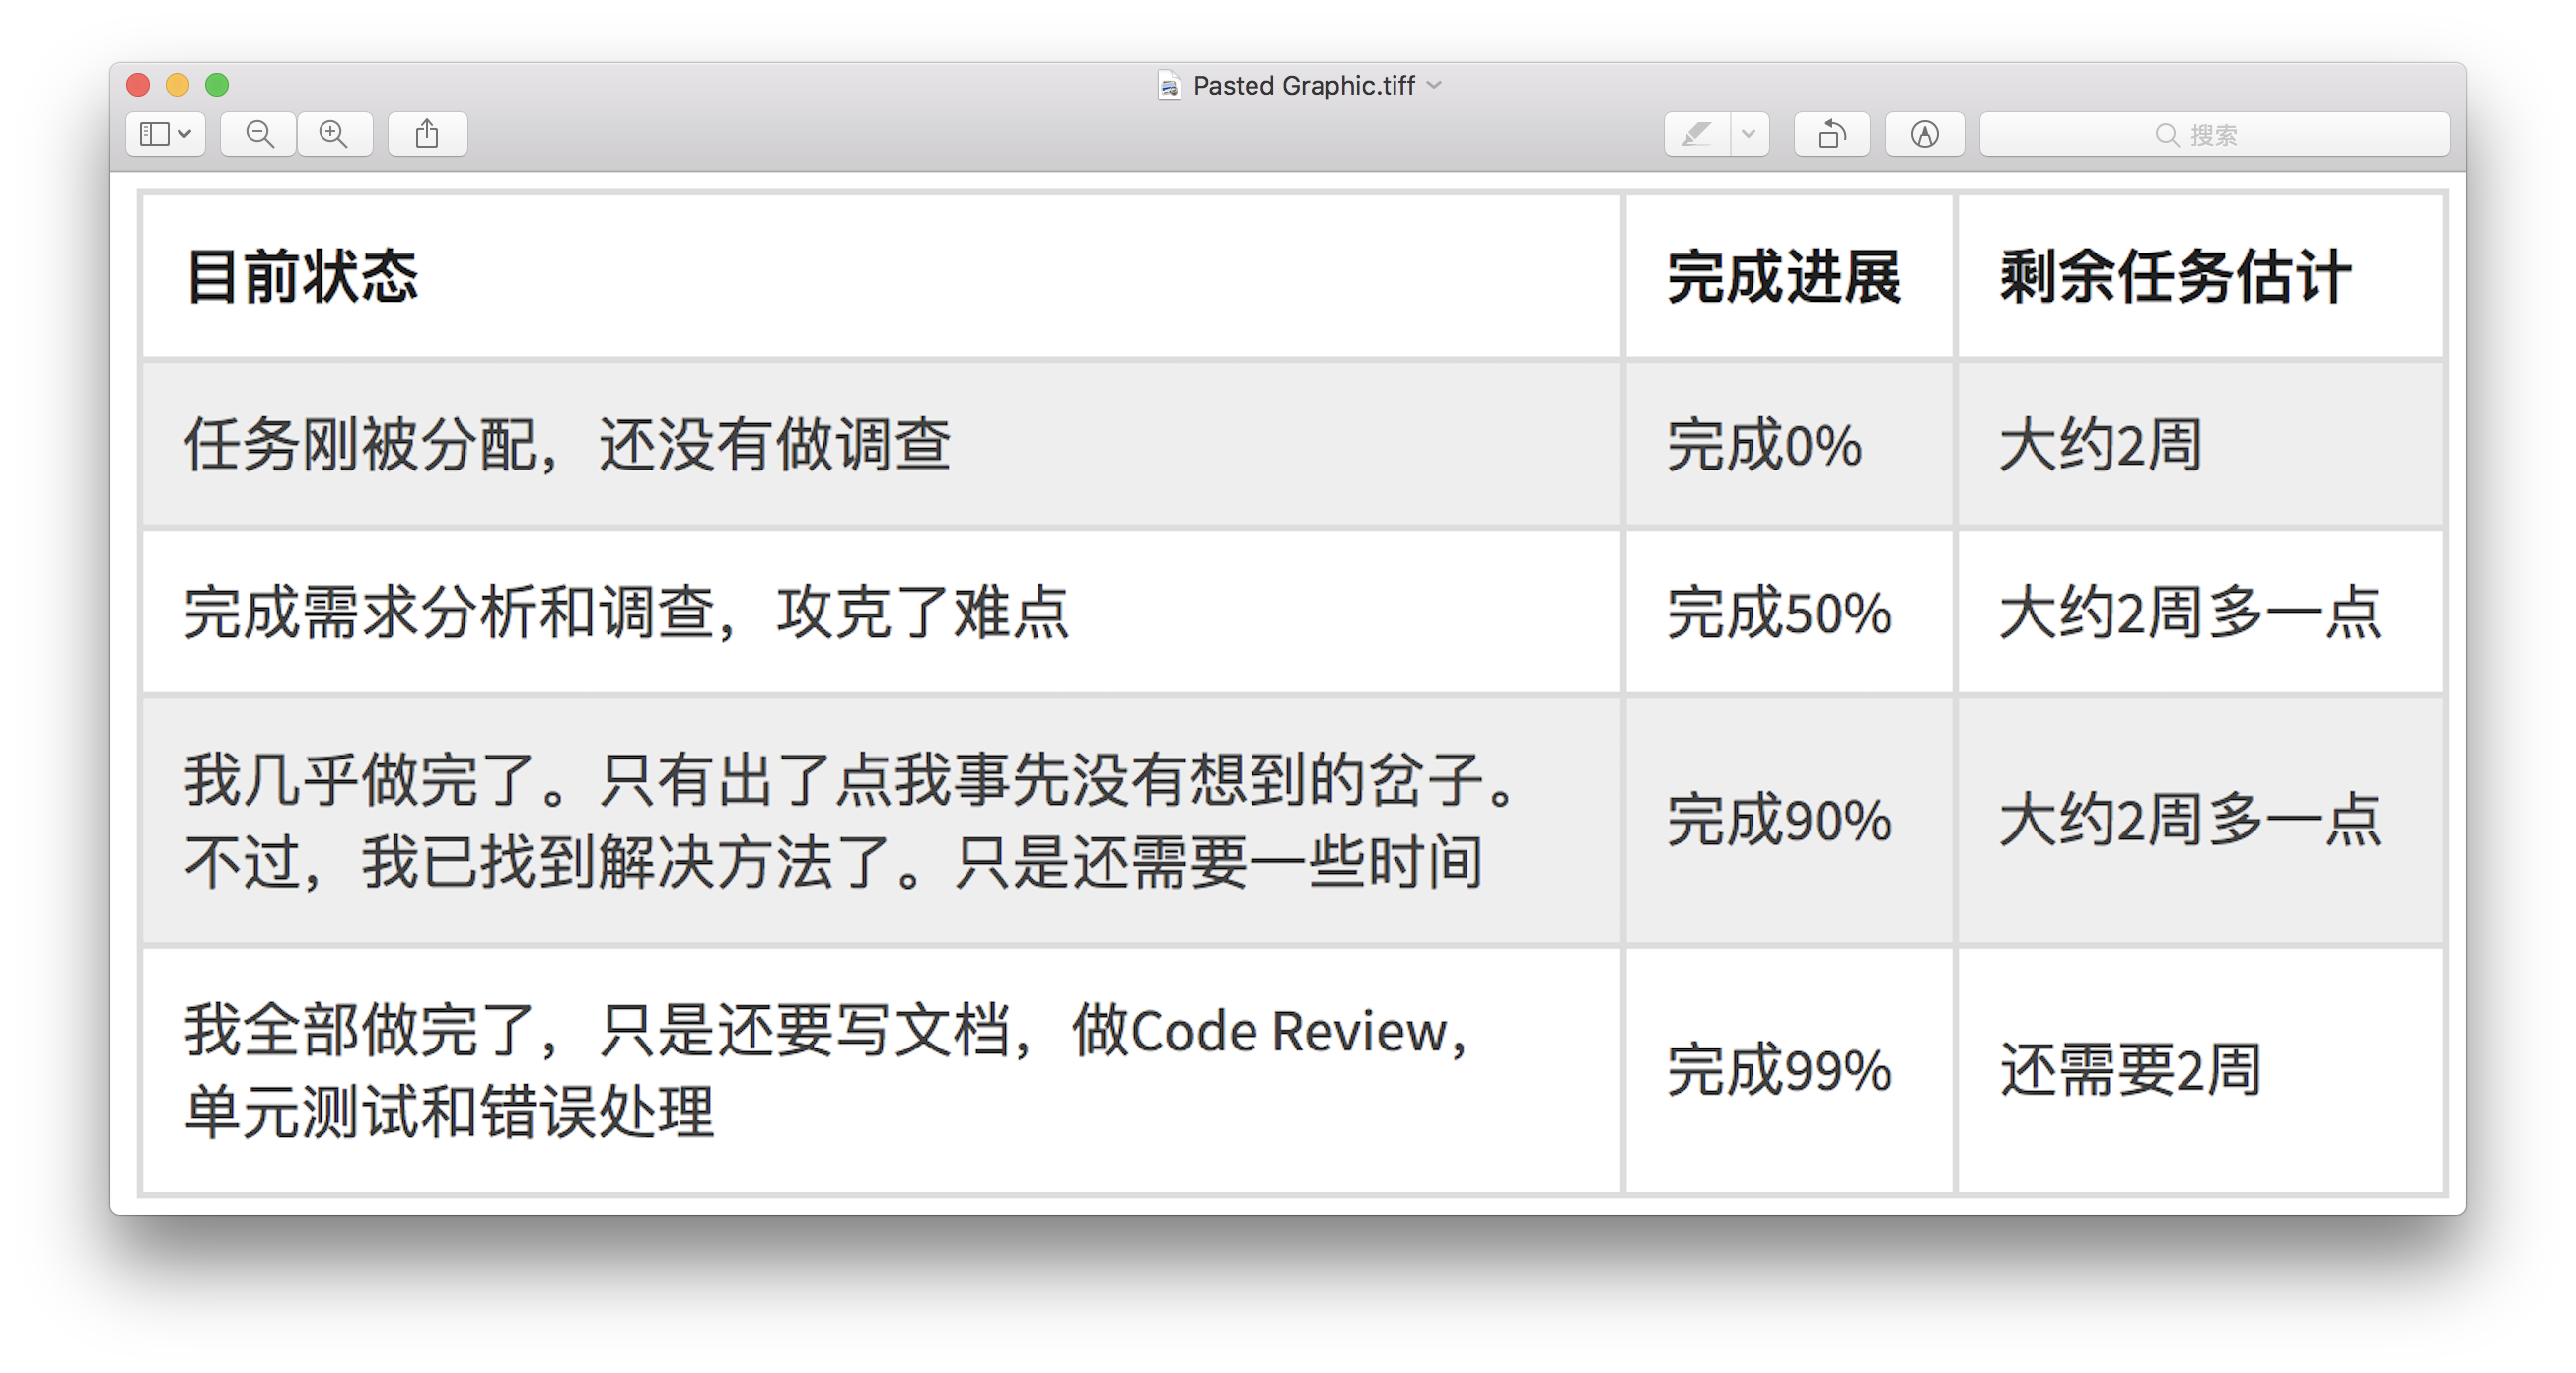 Pasted Graphic.tiff
搜索
目前状态 完成进展 剩余任务估计
任务刚被分配，还没有做调查 完成0% 大约2周
完成需求分析和调查，攻克了难点 完成50% 大约2周多一点
我几乎做完了。只有出了点我事先没有想到的岔子。
不过，我已找到解决方法了。只是还需要一些时间
完成90% 大约2周多一点
我全部做完了，只是还要写文档，做Code Review，
单元测试和错误处理
完成99% 还需要2周